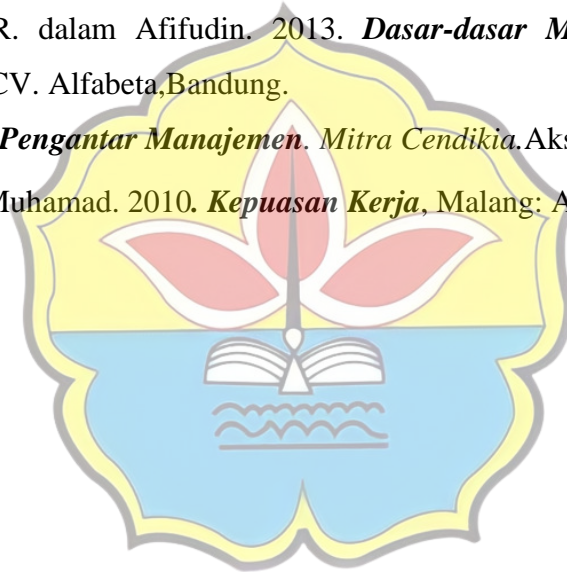 R. dalam Afifudin. 2013. Dasar-dasar M
CV. Alfabeta,Bandung.
Pengantar Manajemen. Mitra Cendikia.Aks
Muhamad. 2010. Kepuasan Kerja, Malang: A